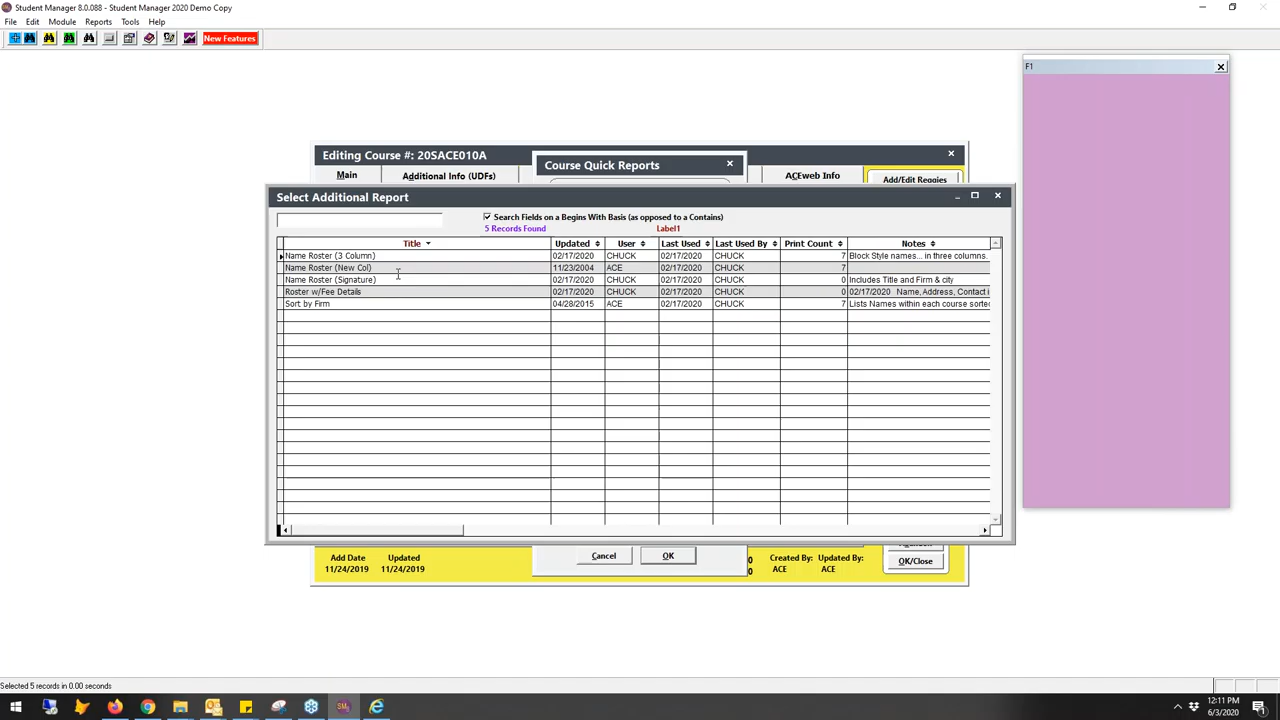 Student Manager 8.0.088 - Student Manager 2020 Demo Copy
File Edit Module Reports Tools Help
New Features
F1
Editing Course #: 20SACE010A
Course Quick Reports
Main Additional Info (UDFs) ACEweb Info Add/Edit Reggies
Select Additional Report
Search Fields on a Begins With Basis (as opposed to a Contains)
5 Records Found Label1
Title Updated User Last Used Last Used By Print Count Notes
Name Roster (3 Column) 02/17/2020 CHUCK 02/17/2020 CHUCK 7 Block Style names... in three columns.
Name Roster (New Col) 11/23/2004 ACE 02/17/2020 CHUCK 7
Name Roster (Signature) 02/17/2020 CHUCK 02/17/2020 CHUCK 0 Includes Title and Firm & city
Roster w/Fee Details 02/17/2020 CHUCK 02/17/2020 CHUCK 0 02/17/2020 Name, Address, Contact i
Sort by Firm 04/28/2015 ACE 02/17/2020 CHUCK 7 Lists Names within each course sorted
Add Date Updated Cancel OK 0 Created By: Updated By: OK/Close
11/24/2019 11/24/2019 0 ACE ACE
Selected 5 records in 0.00 seconds
SM
12:11 PM
6/3/2020
1